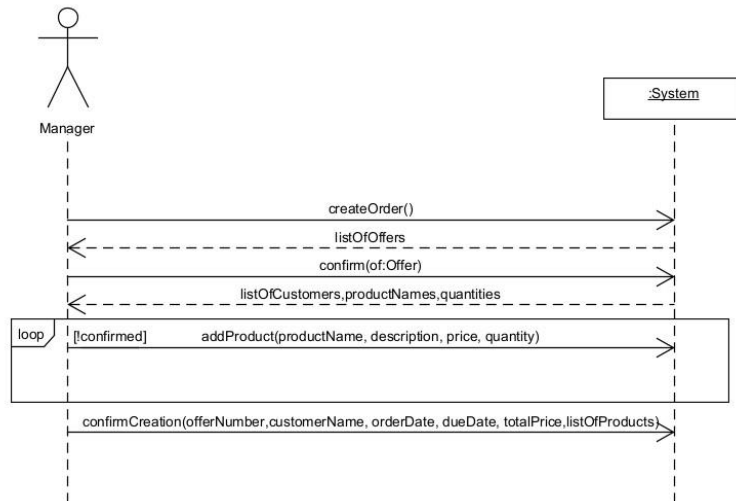 Manager
:System
createOrder()
listOfOffers
confirm(of:Offer)
listOfCustomers,productNames,quantities
loop
[!confirmed]
addProduct(productName, description, price, quantity)
confirmCreation(offerNumber,customerName, orderDate, dueDate, totalPrice,listOfProducts)